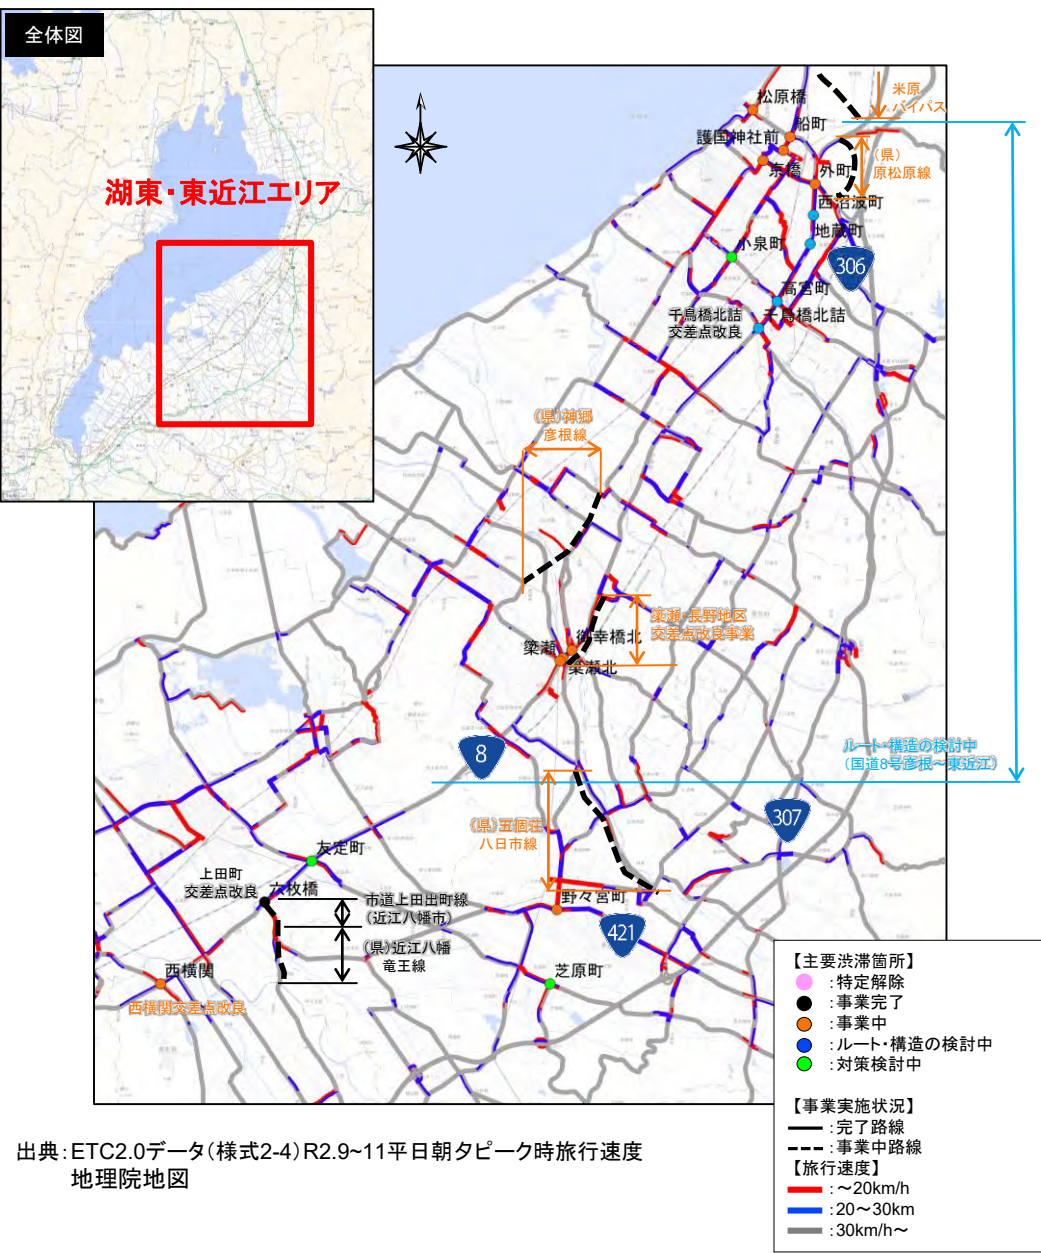 全体図
湖東・東近江エリア
米原
バイパス
松原橋
船町
護国神社前
京橋
外町
(県)
原松原線
西沼波町
地蔵町
小泉町
306
高宮町
千鳥橋北詰
交差点改良
千鳥橋北詰
(県)神郷
彦根線
簗瀬・長野地区
交差点改良事業
御幸橋北
簗瀬
簗瀬北
8
ルート・構造の検討中
(国道8号彦根～東近江)
307
(県)五個荘
八日市線
友定町
上田町
交差点改良
六枚橋
市道上田出町線
(近江八幡市)
野々宮町
421
(県)近江八幡
竜王線
西横関
西横関交差点改良
芝原町
【主要渋滞箇所】
：特定解除
：事業完了
：事業中
：ルート・構造の検討中
：対策検討中
【事業実施状況】
：完了路線
：事業中路線
【旅行速度】
：～20km/h
：20～30km
：30km/h～
出典：ETC2.0データ(様式2-4)R2.9~11平日朝夕ピーク時旅行速度
地理院地図